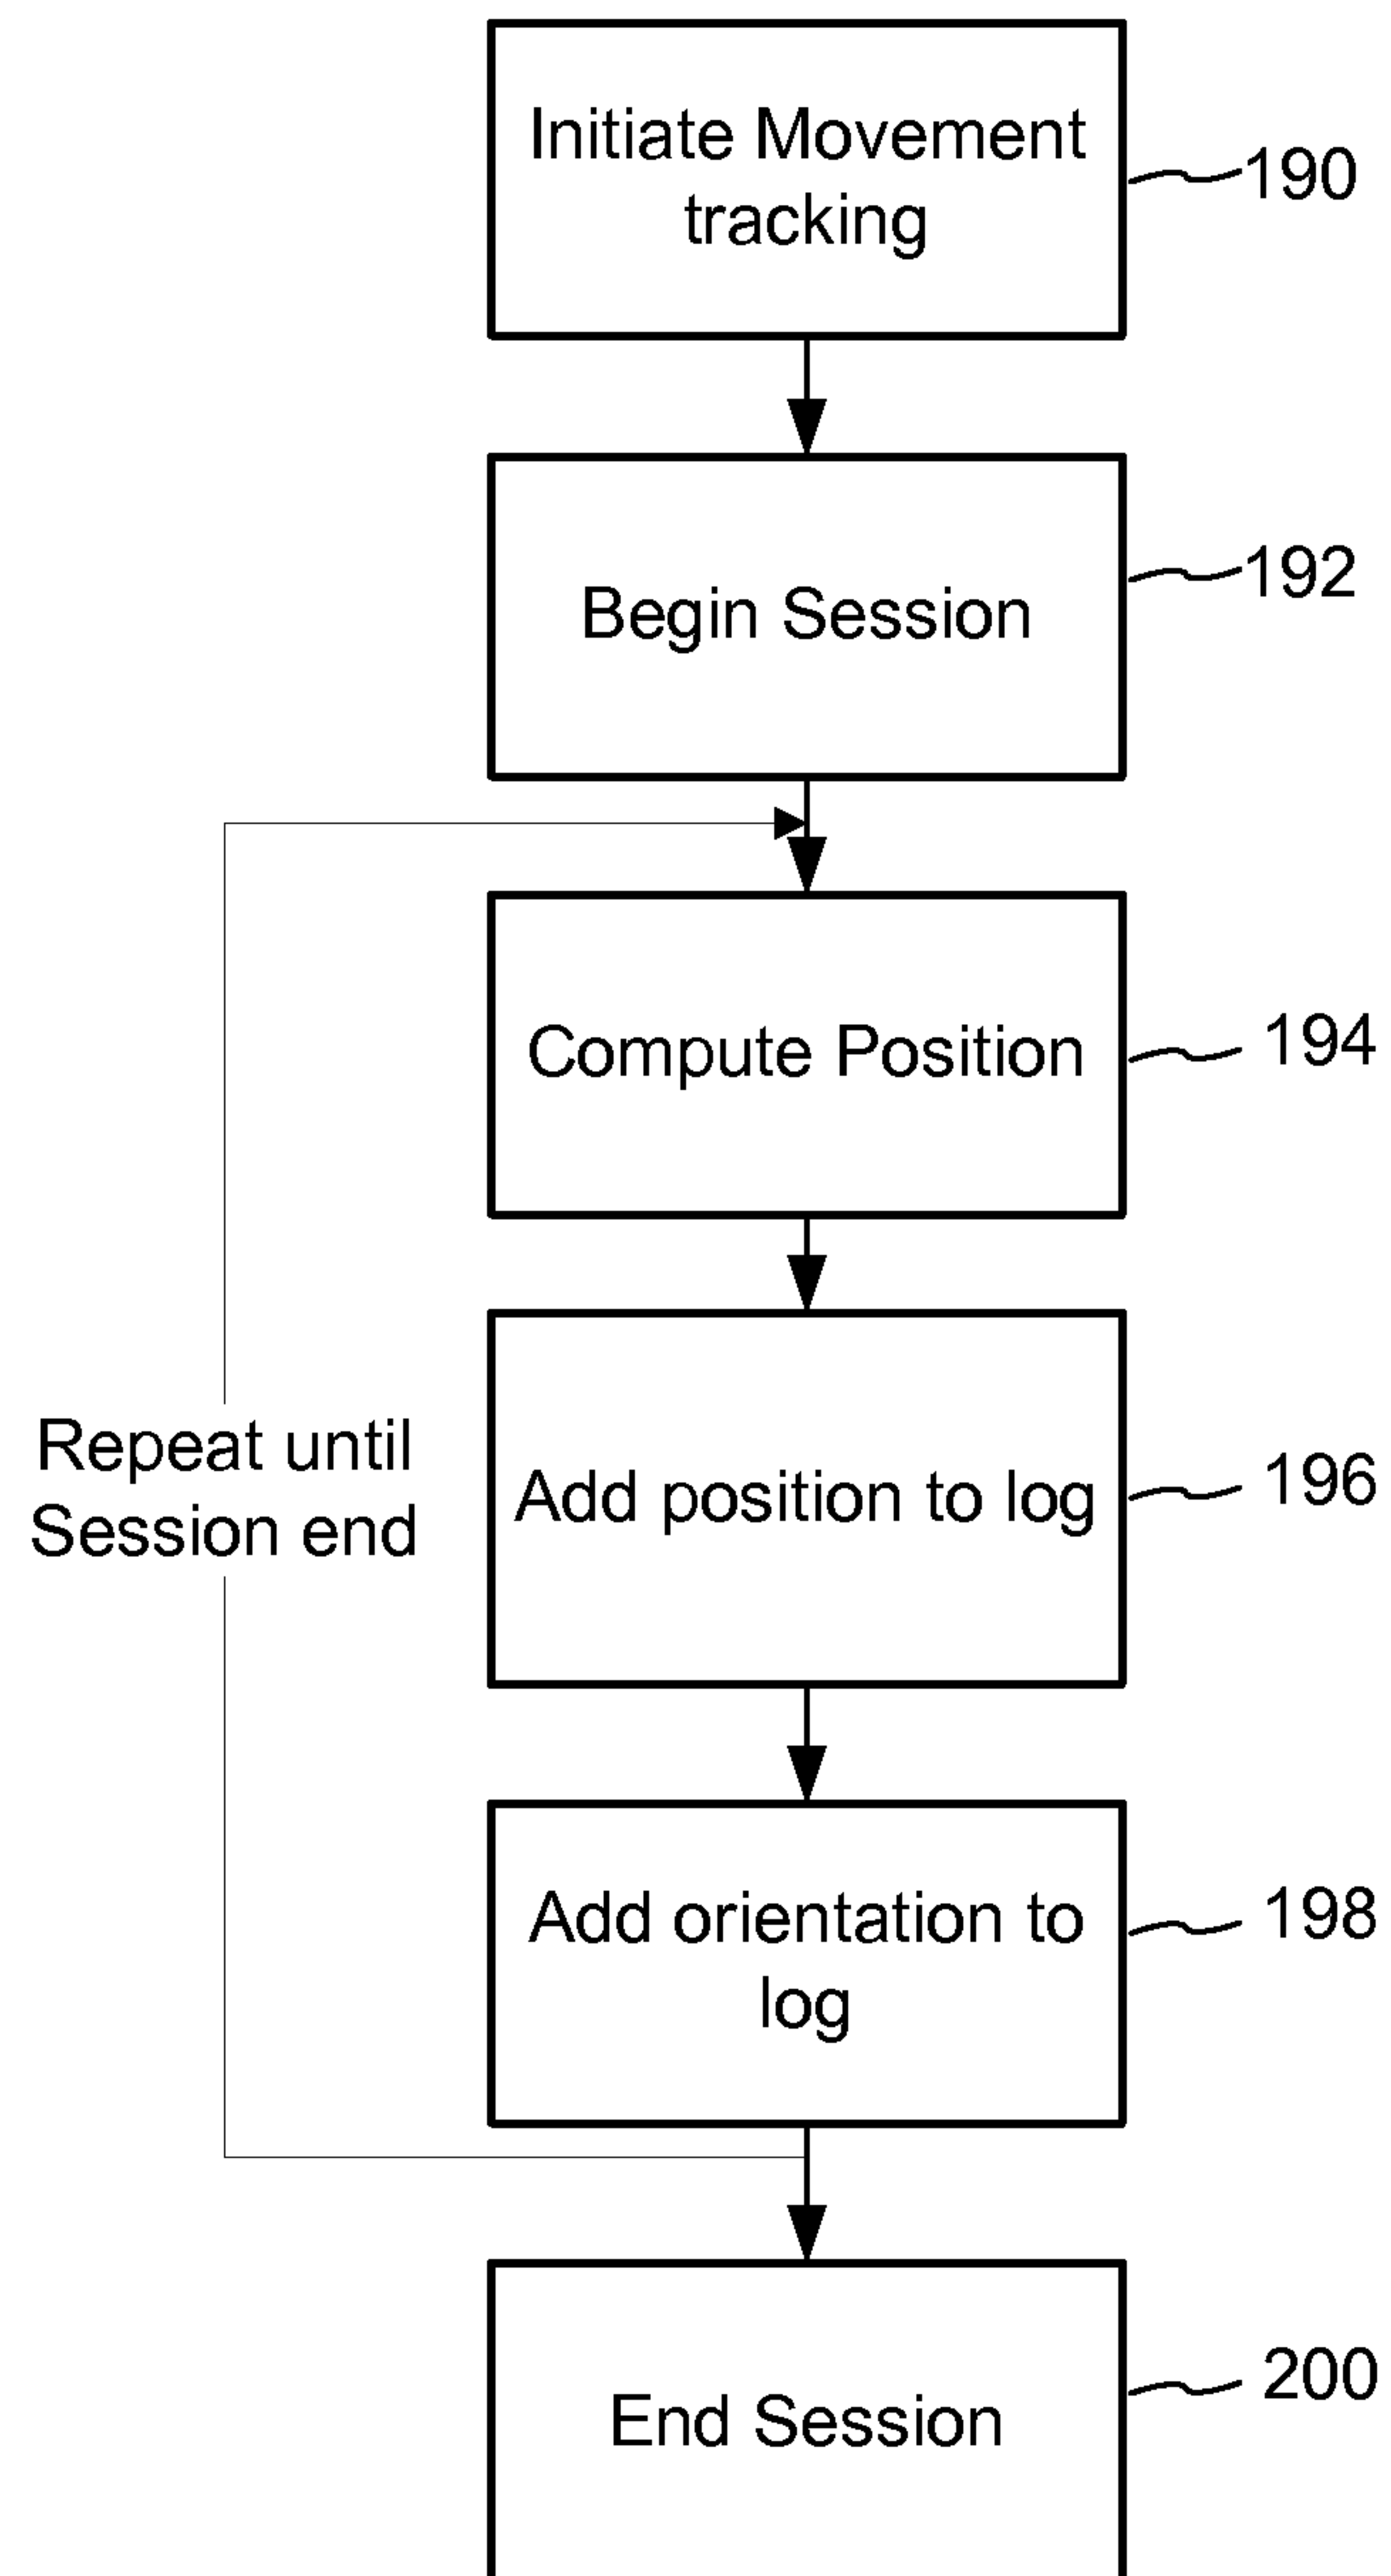 Initiate Movement
tracking
190
Begin Session
192
Compute Position
194
Repeat until
Session end
Add position to log
196
Add orientation to
log
198
End Session
200